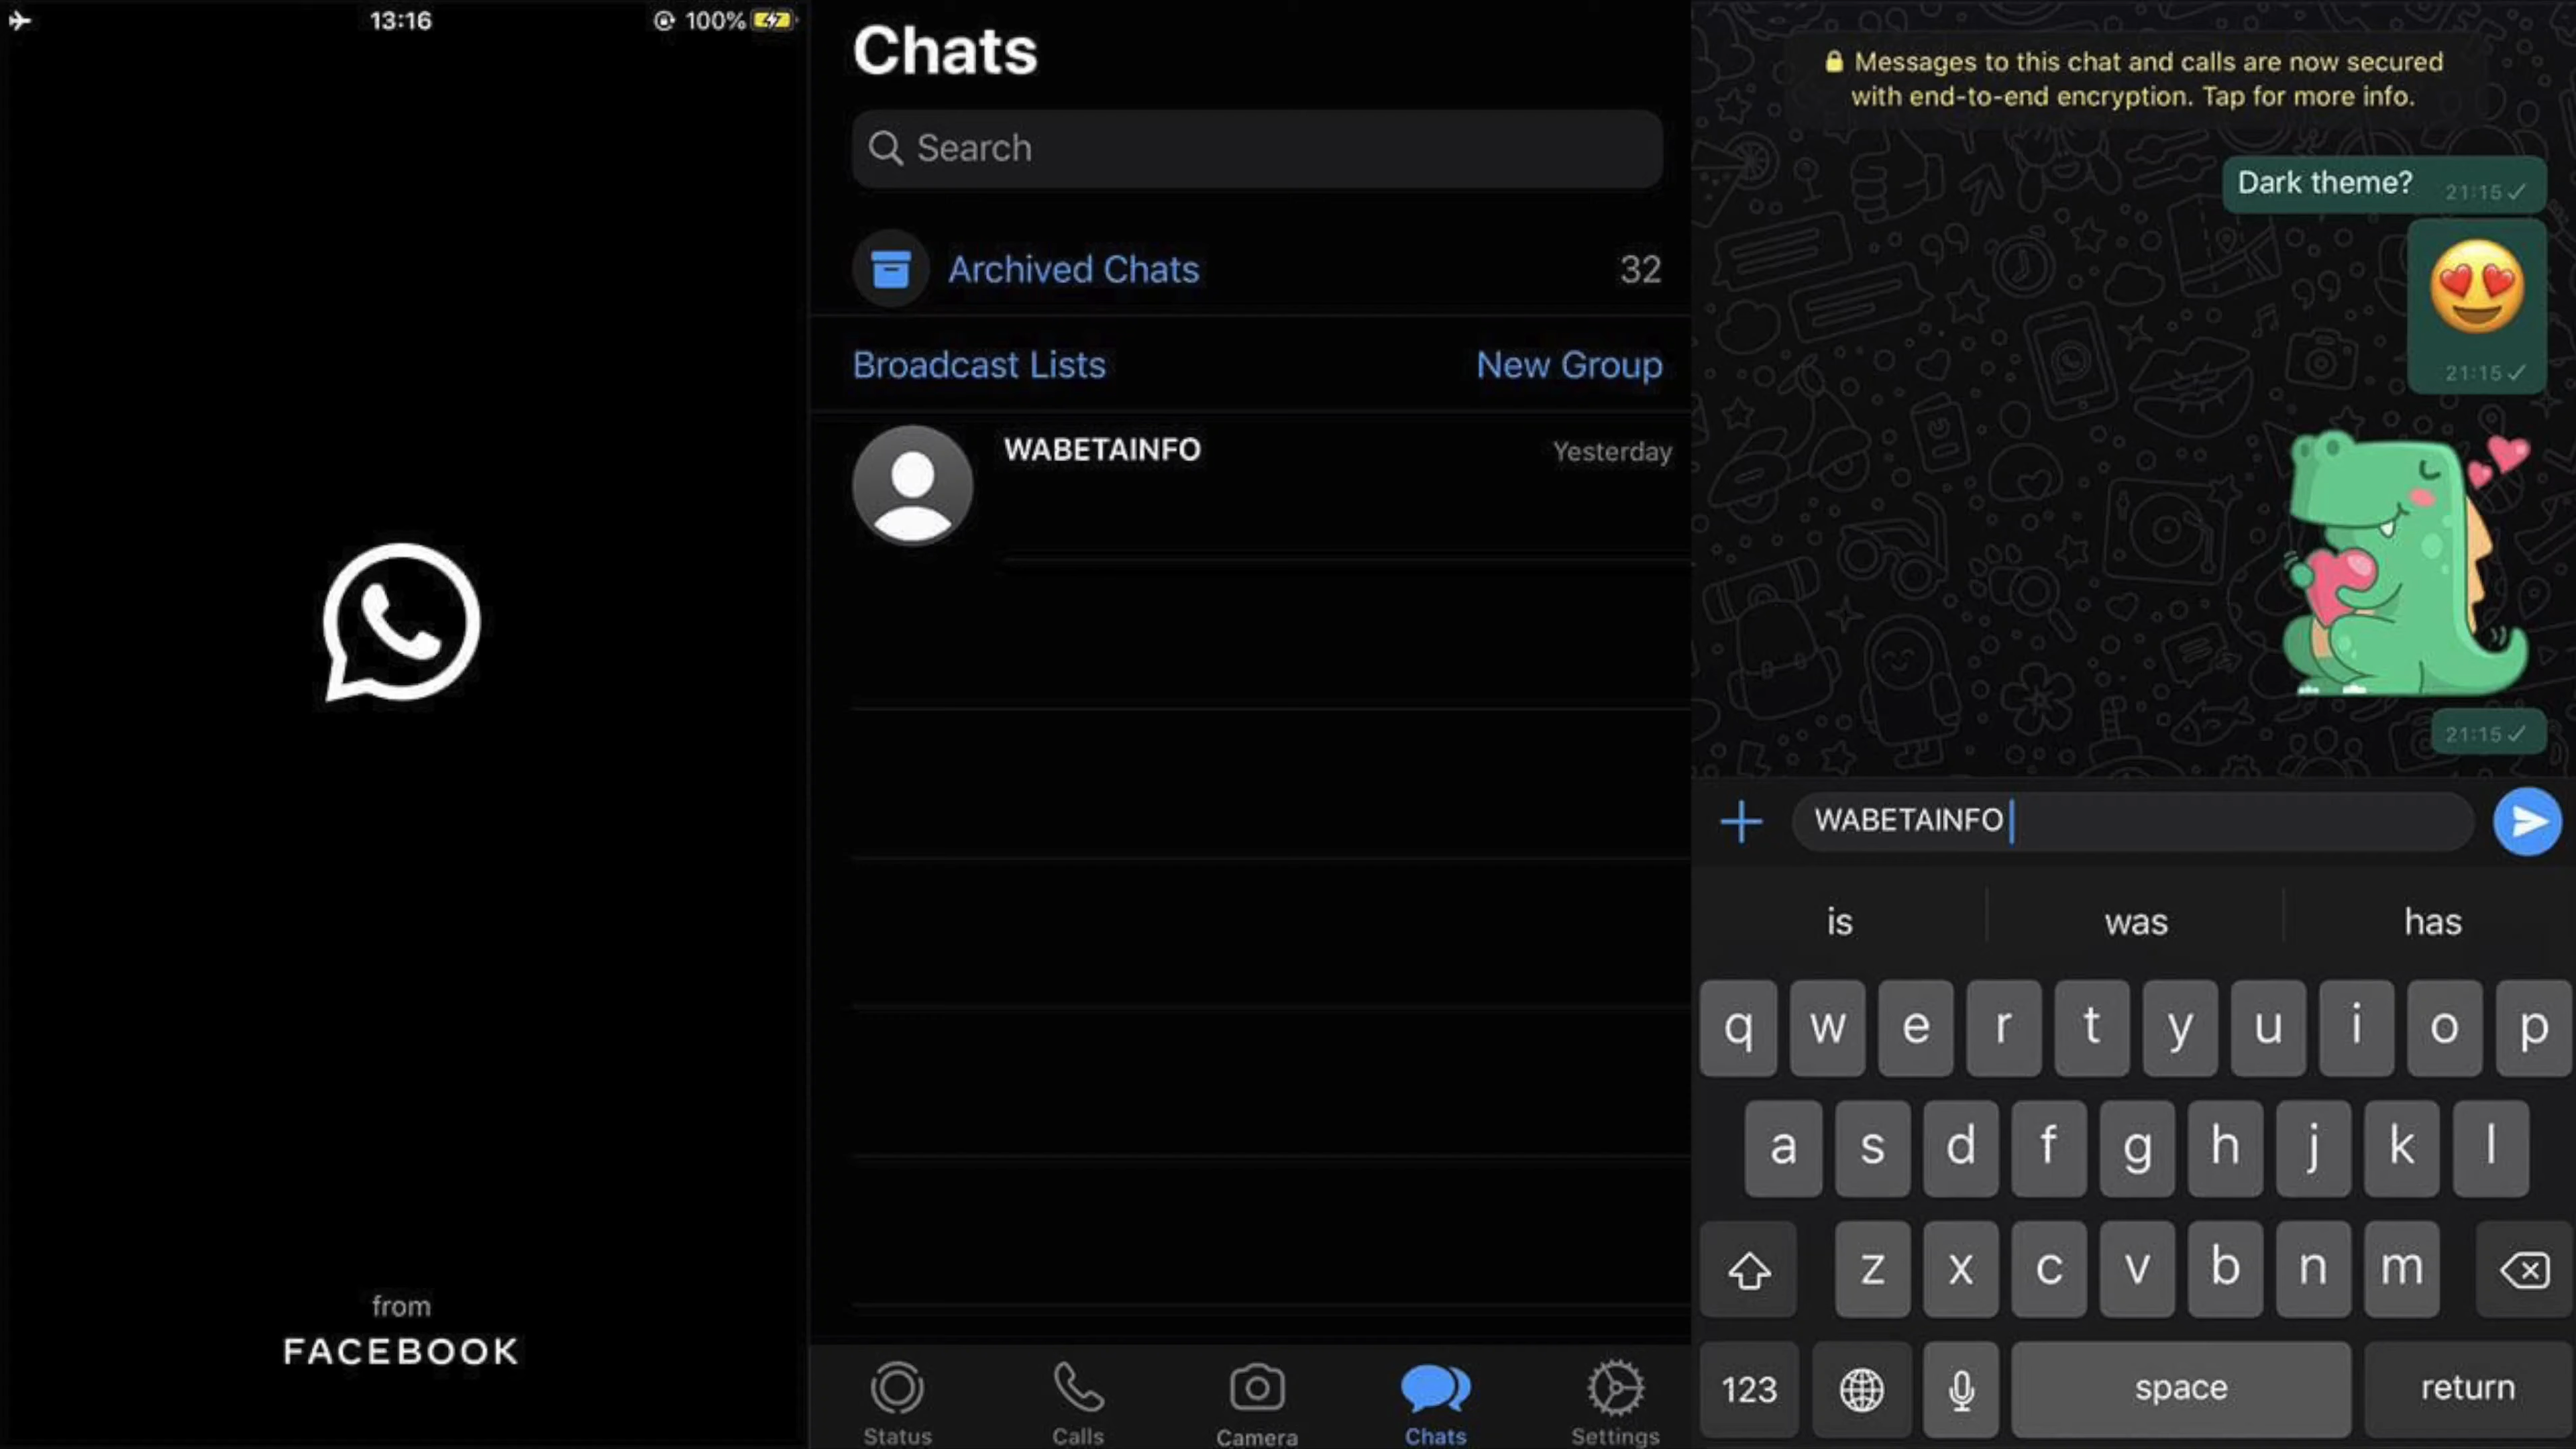 13:16
100%
from
FACEBOOK
Chats
Search
Archived Chats 32
Broadcast Lists New Group
WABETAINFO Yesterday
Status Calls Camera Chats Settings
Messages to this chat and calls are now secured
with end-to-end encryption. Tap for more info.
Dark theme? 21:15
21:15
21:15
WABETAINFO
is was has
q w e r t y u i o p
a s d f g h j k l
z x c v b n m
123 space return